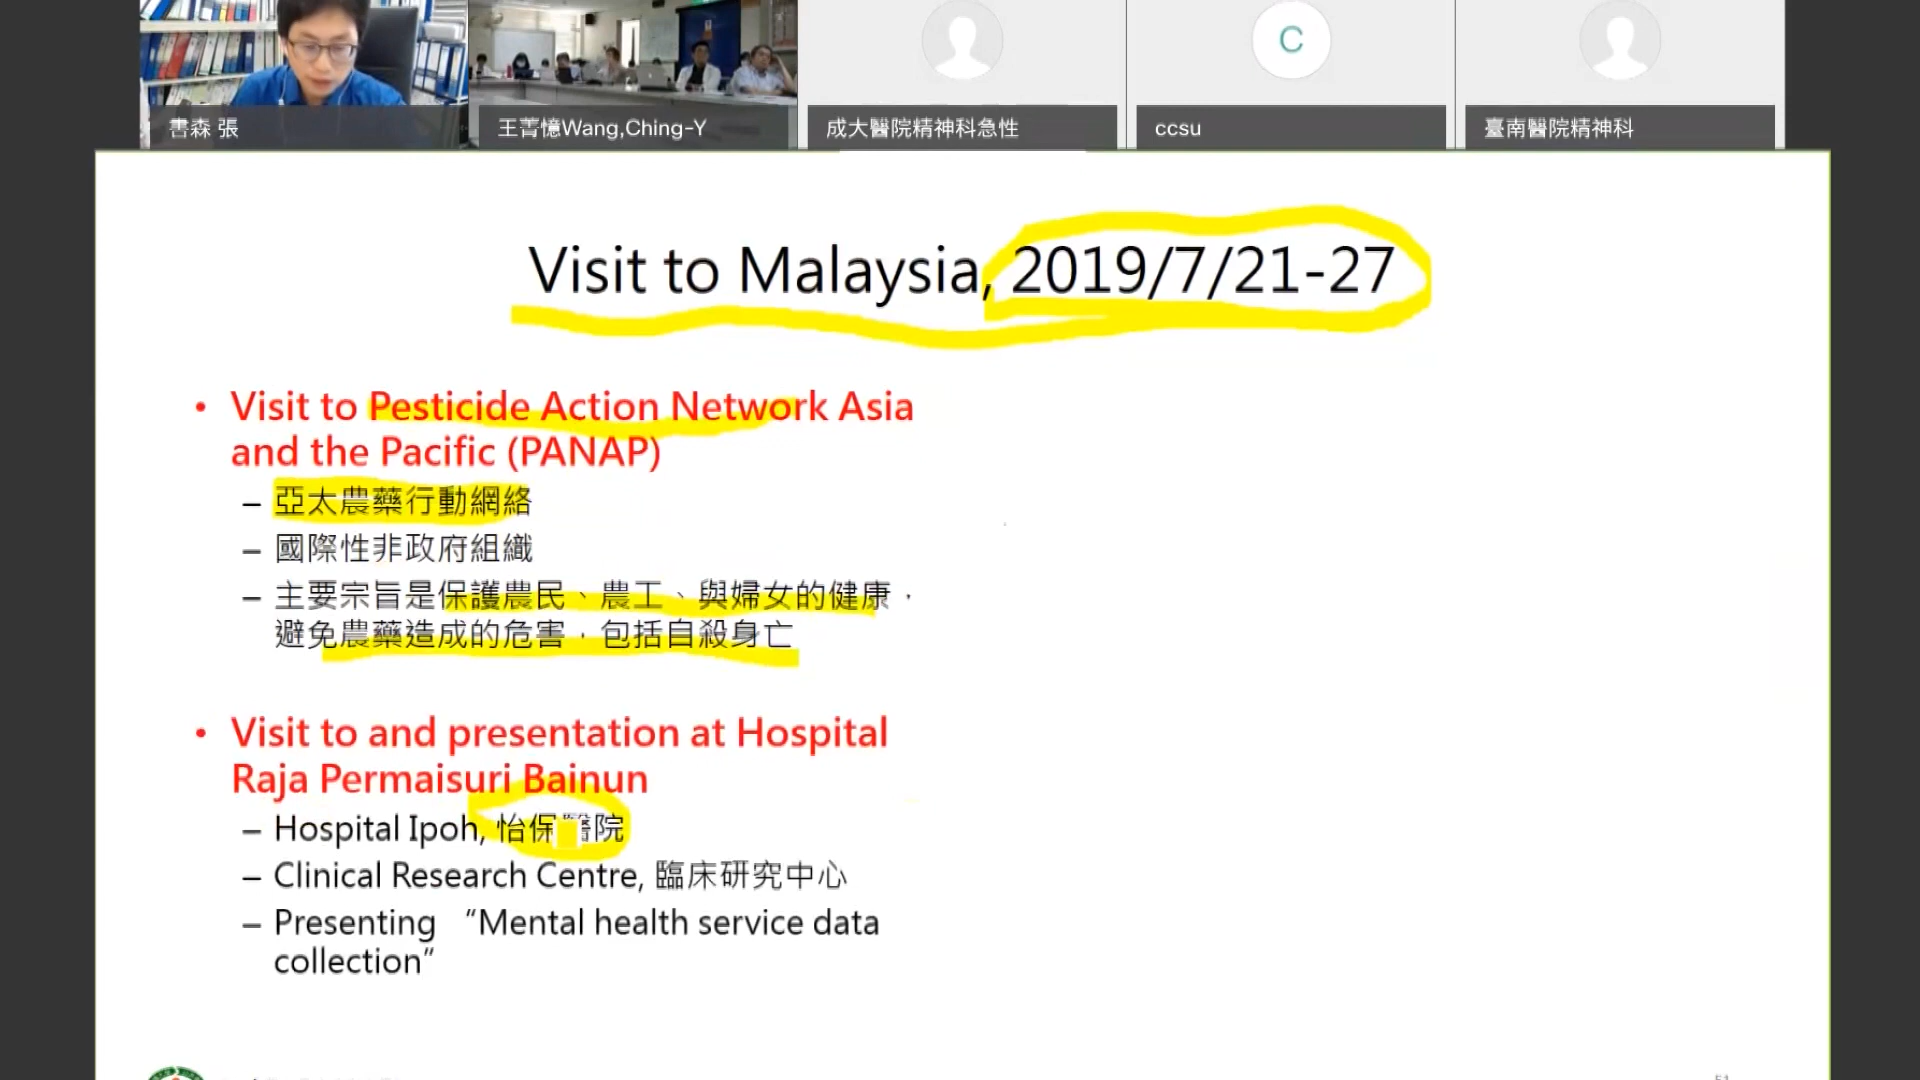 書森 張
王菁憶Wang,Ching-Y
成大醫院精神科急性
C
ccsu
臺南醫院精神科
Visit to Malaysia, 2019/7/21-27
• Visit to Pesticide Action Network Asia
and the Pacific (PANAP)
– 亞太農藥行動網絡
– 國際性非政府組織
– 主要宗旨是保護農民、農工、與婦女的健康，
避免農藥造成的危害，包括自殺身亡
• Visit to and presentation at Hospital
Raja Permaisuri Bainun
– Hospital Ipoh, 怡保醫院
– Clinical Research Centre, 臨床研究中心
– Presenting “Mental health service data
collection”